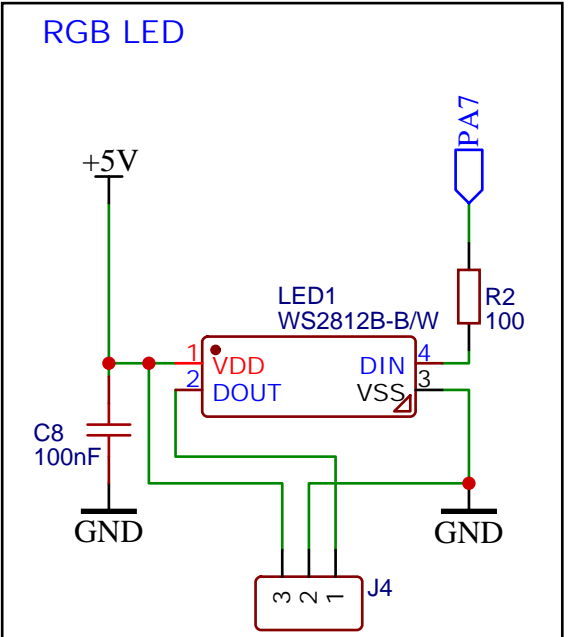 RGB LED
+5V
PA7
LED1
WS2812B-B/W
R2
100
1
VDD
DIN
4
2
DOUT
VSS
3
C8
100nF
GND
GND
J4
3
2
1